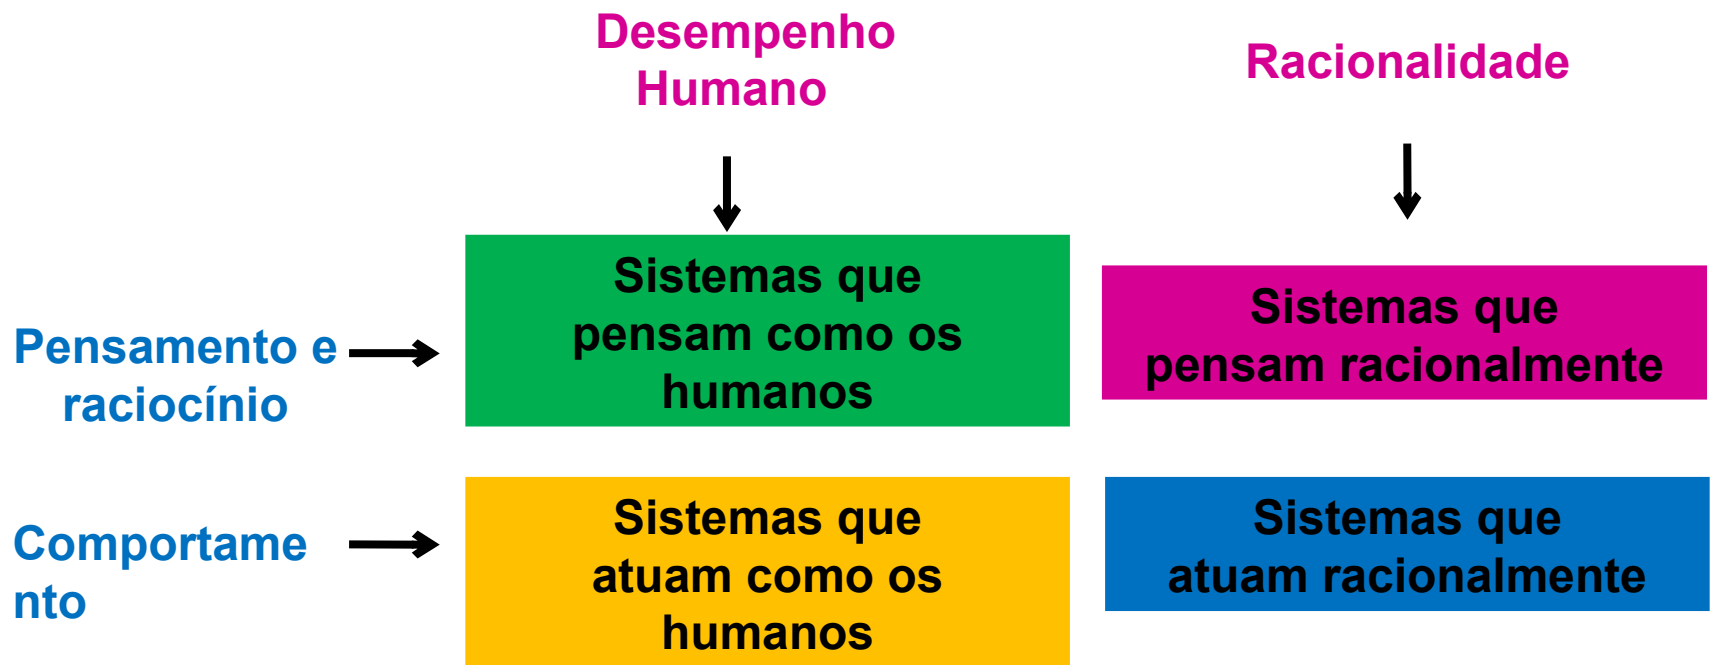 Desempenho
Humano
Racionalidade
Pensamento e
raciocínio
Sistemas que
pensam como os
humanos
Sistemas que
pensam racionalmente
Comportame
nto
Sistemas que
atuam como os
humanos
Sistemas que
atuam racionalmente